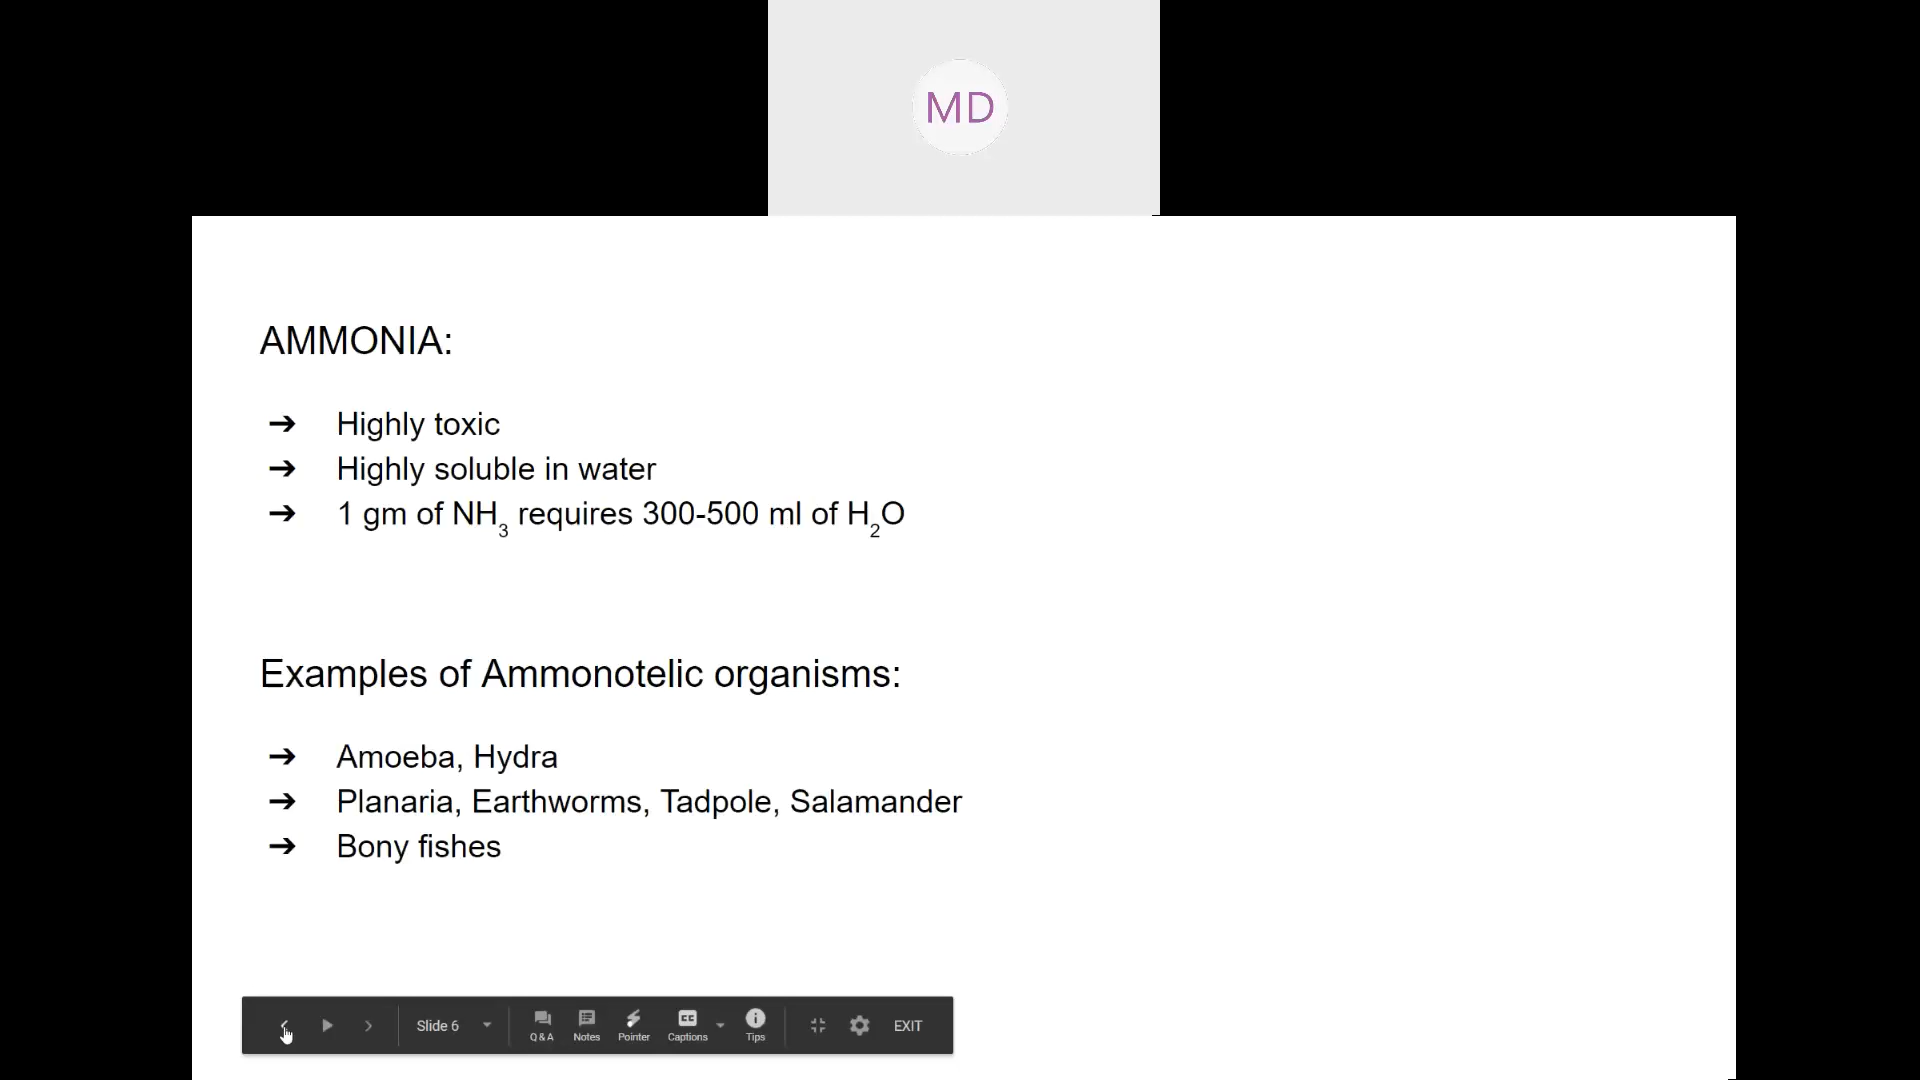 MD
AMMONIA:
➔ Highly toxic
➔ Highly soluble in water
➔ 1 gm of NH₃ requires 300-500 ml of H₂O
Examples of Ammonotelic organisms:
➔ Amoeba, Hydra
➔ Planaria, Earthworms, Tadpole, Salamander
➔ Bony fishes
Slide 6 Q & A Notes Pointer Captions Tips EXIT